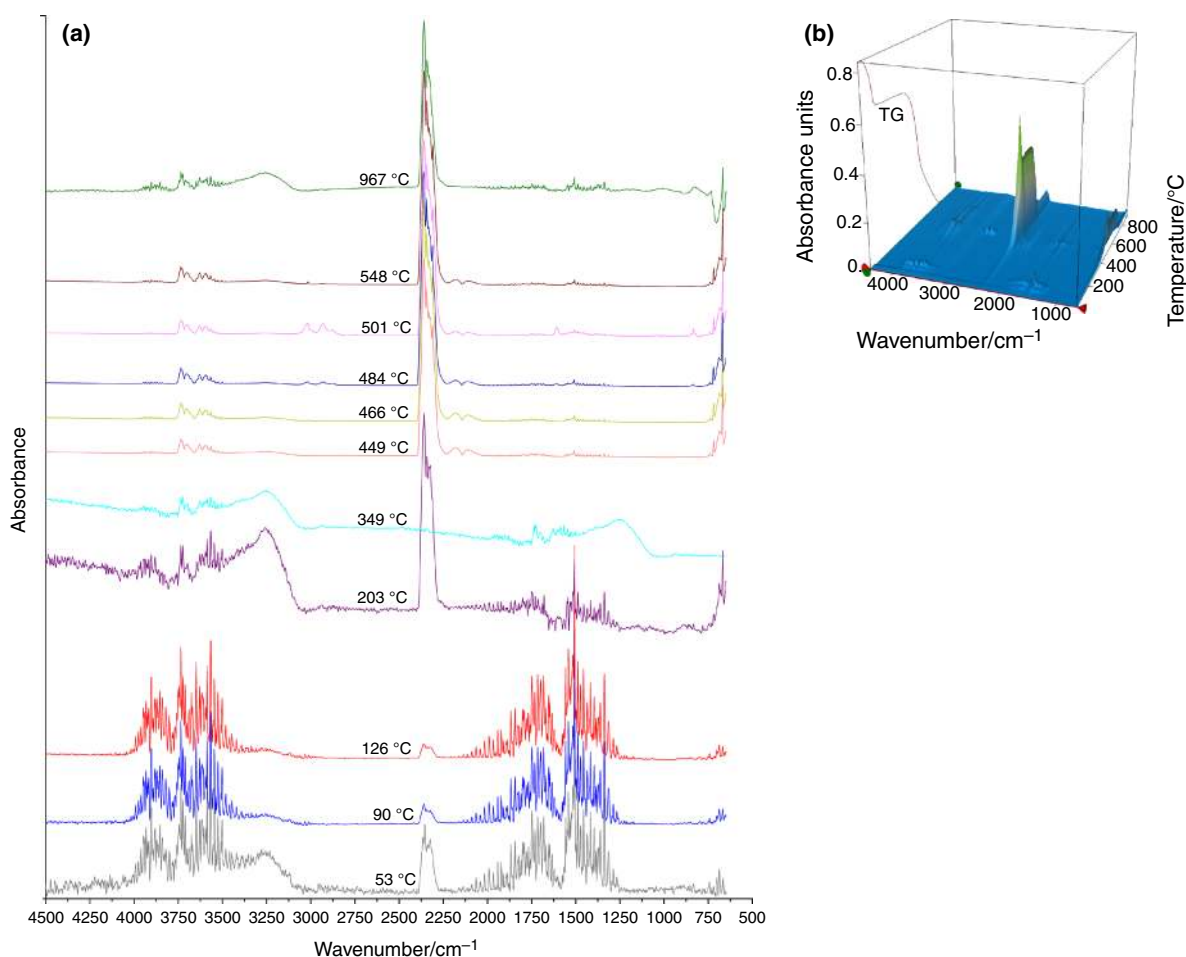 (a)
Absorbance
967 °C
548 °C
501 °C
484 °C
466 °C
449 °C
349 °C
203 °C
126 °C
90 °C
53 °C
4500 4250 4000 3750 3500 3250 3000 2750 2500 2250 2000 1750 1500 1250 1000 750 500
Wavenumber/cm⁻¹
(b)
Absorbance units
0.8
0.6
0.4
0.2
0
TG
4000 3000 2000 1000
Wavenumber/cm⁻¹
800
600
400
200
Temperature/°C